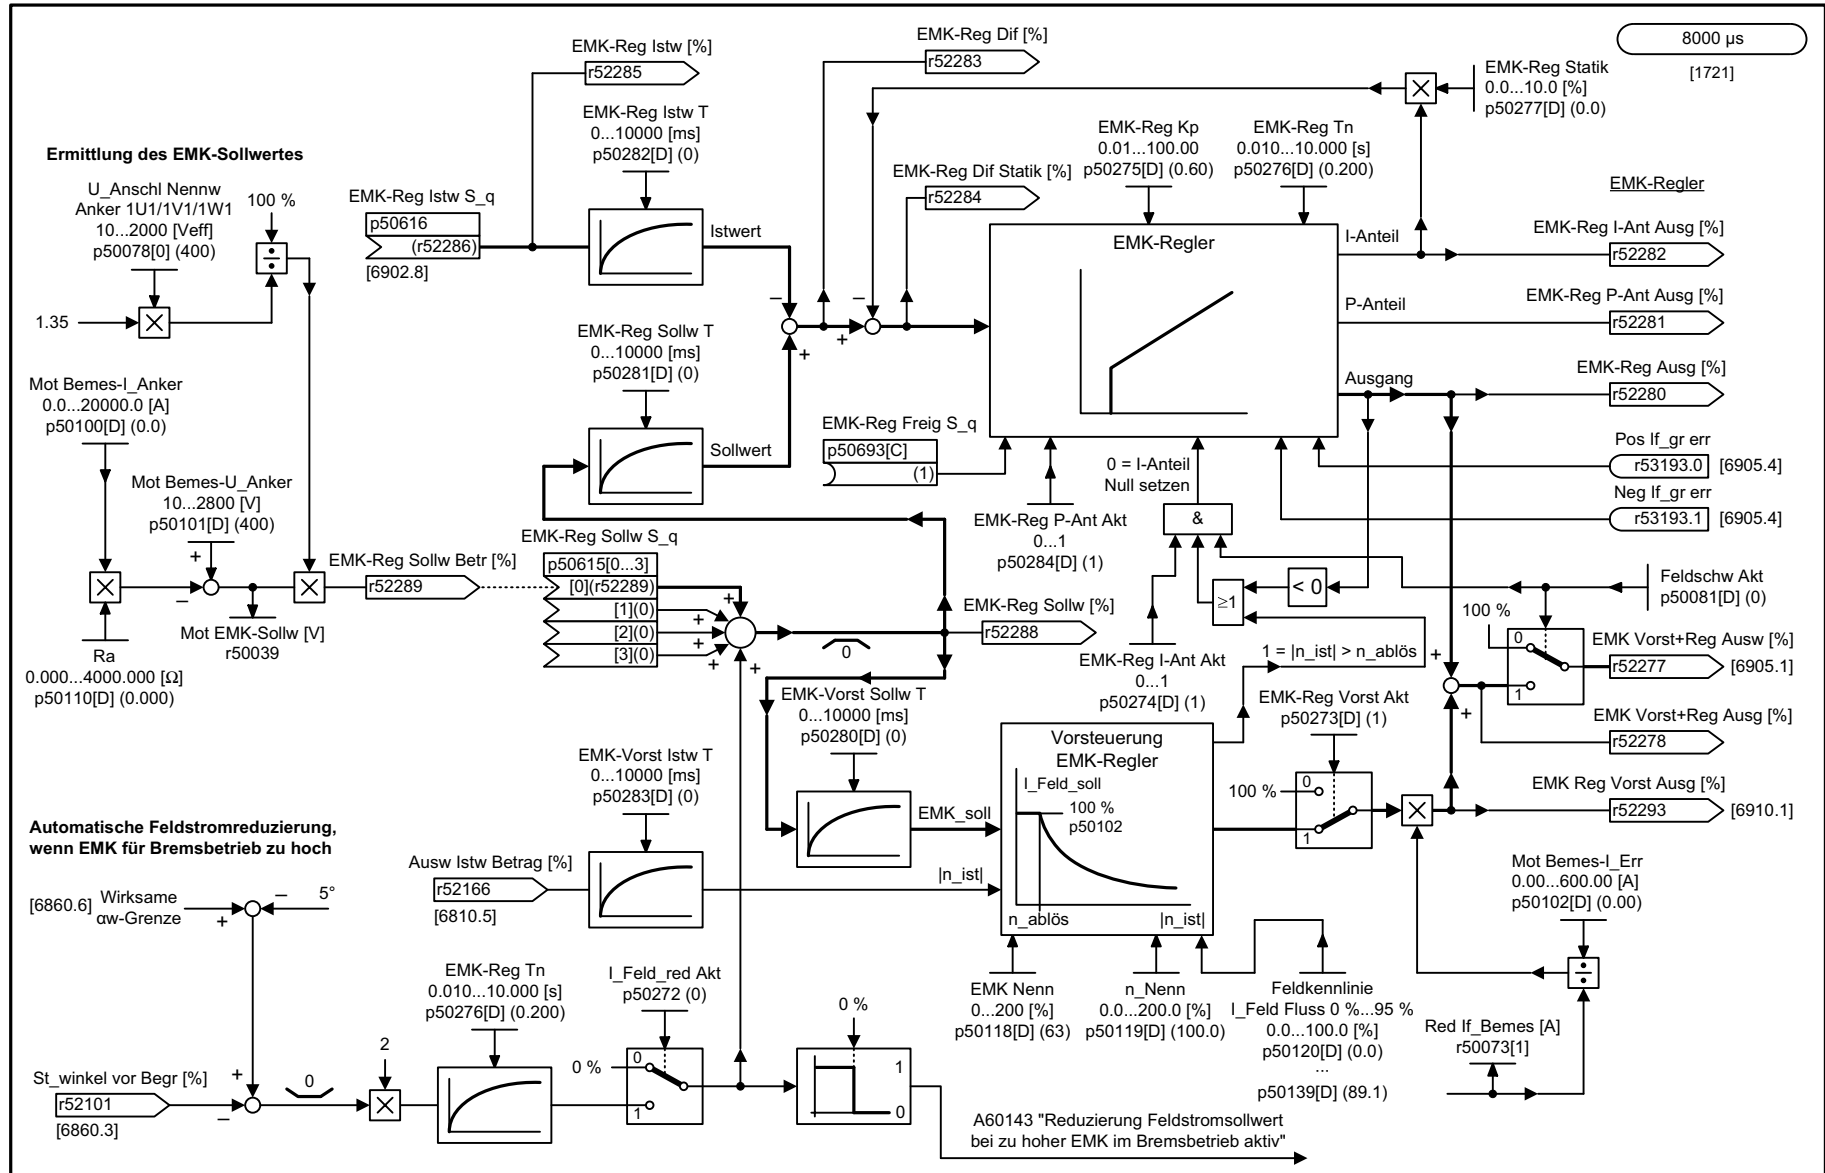 8000 µs
[1721]
EMK-Reg Istw [%]
r52285
EMK-Reg Dif [%]
r52283
EMK-Reg Statik
0.0...10.0 [%]
p50277[D] (0.0)
EMK-Reg Istw T
0...10000 [ms]
p50282[D] (0)
EMK-Reg Kp
0.01...100.00
p50275[D] (0.60)
EMK-Reg Tn
0.010...10.000 [s]
p50276[D] (0.200)
EMK-Reg Dif Statik [%]
r52284
EMK-Regler
Ermittlung des EMK-Sollwertes
U_Anschl Nennw
Anker 1U1/1V1/1W1
10...2000 [Veff]
p50078[0] (400)
100 %
÷
1.35
×
EMK-Reg Istw S_q
p50616
(r52286)
[6902.8]
Istwert
EMK-Regler
I-Anteil
EMK-Reg I-Ant Ausg [%]
r52282
P-Anteil
EMK-Reg P-Ant Ausg [%]
r52281
Ausgang
EMK-Reg Ausg [%]
r52280
EMK-Reg Sollw T
0...10000 [ms]
p50281[D] (0)
Sollwert
–
+
–
+
×
Mot Bemes-I_Anker
0.0...20000.0 [A]
p50100[D] (0.0)
Mot Bemes-U_Anker
10...2800 [V]
p50101[D] (400)
EMK-Reg Freig S_q
p50693[C]
(1)
0 = I-Anteil
Null setzen
&
Pos If_gr err
r53193.0
[6905.4]
Neg If_gr err
r53193.1
[6905.4]
EMK-Reg P-Ant Akt
0...1
p50284[D] (1)
EMK-Reg Sollw Betr [%]
r52289
EMK-Reg Sollw S_q
p50615[0...3]
[0](r52289)
[1](0)
[2](0)
[3](0)
+
+
+
+
+
0
×
–
+
×
Mot EMK-Sollw [V]
r50039
Ra
0.000...4000.000 [Ω]
p50110[D] (0.000)
EMK-Reg Sollw [%]
r52288
≥1
< 0
Feldschw Akt
p50081[D] (0)
100 %
0
1
EMK Vorst+Reg Ausw [%]
r52277
[6905.1]
EMK-Reg I-Ant Akt
0...1
p50274[D] (1)
1 = |n_ist| > n_ablös
EMK Vorst+Reg Ausg [%]
r52278
+
+
EMK-Vorst Sollw T
0...10000 [ms]
p50280[D] (0)
EMK-Vorst Istw T
0...10000 [ms]
p50283[D] (0)
EMK_soll
Vorsteuerung
EMK-Regler
I_Feld_soll
100 %
p50102
n_ablös
|n_ist|
EMK-Reg Vorst Akt
p50273[D] (1)
100 %
0
1
×
EMK Reg Vorst Ausg [%]
r52293
[6910.1]
Ausw Istw Betrag [%]
r52166
[6810.5]
|n_ist|
Mot Bemes-I_Err
0.00...600.00 [A]
p50102[D] (0.00)
÷
Automatische Feldstromreduzierung,
wenn EMK für Bremsbetrieb zu hoch
[6860.6]
Wirksame
αw-Grenze
+
–
5°
EMK Nenn
0...200 [%]
p50118[D] (63)
n_Nenn
0.0...200.0 [%]
p50119[D] (100.0)
Feldkennlinie
I_Feld Fluss 0 %...95 %
0.0...100.0 [%]
p50120[D] (0.0)
...
p50139[D] (89.1)
Red If_Bemes [A]
r50073[1]
EMK-Reg Tn
0.010...10.000 [s]
p50276[D] (0.200)
I_Feld_red Akt
p50272 (0)
0 %
0
1
0 %
1
0
2
×
St_winkel vor Begr [%]
r52101
[6860.3]
+
–
0
A60143 "Reduzierung Feldstromsollwert
bei zu hoher EMK im Bremsbetrieb aktiv"